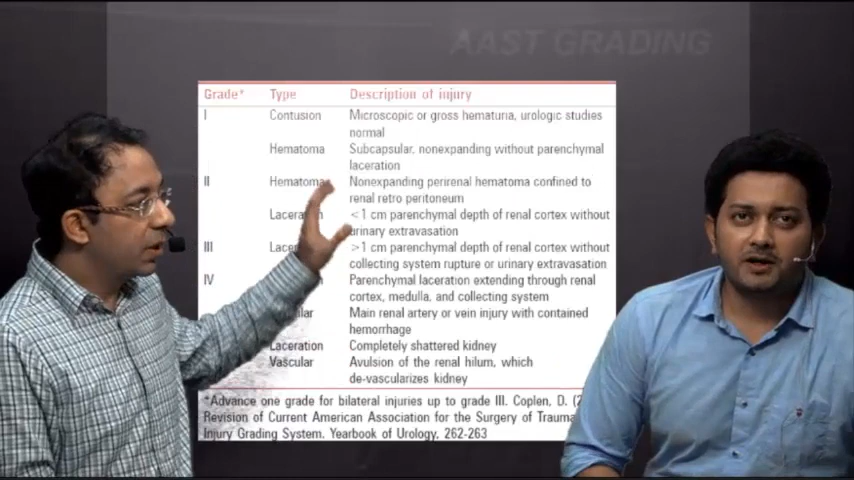 AAST GRADING
Grade* Type Description of injury
I Contusion Microscopic or gross hematuria, urologic studies
normal
Hematoma Subcapsular, nonexpanding without parenchymal
laceration
II Hematoma Nonexpanding perirenal hematoma confined to
renal retro peritoneum
<1 cm parenchymal depth of renal cortex without
urinary extravasation
III >1 cm parenchymal depth of renal cortex without
collecting system rupture or urinary extravasation
IV Parenchymal laceration extending through renal
cortex, medulla, and collecting system
Main renal artery or vein injury with contained
hemorrhage
Laceration Completely shattered kidney
Vascular Avulsion of the renal hilum, which
de-vascularizes kidney
*Advance one grade for bilateral injuries up to grade III. Coplen, D.
Revision of Current American Association for the Surgery of Trauma
Injury Grading System. Yearbook of Urology. 262-263